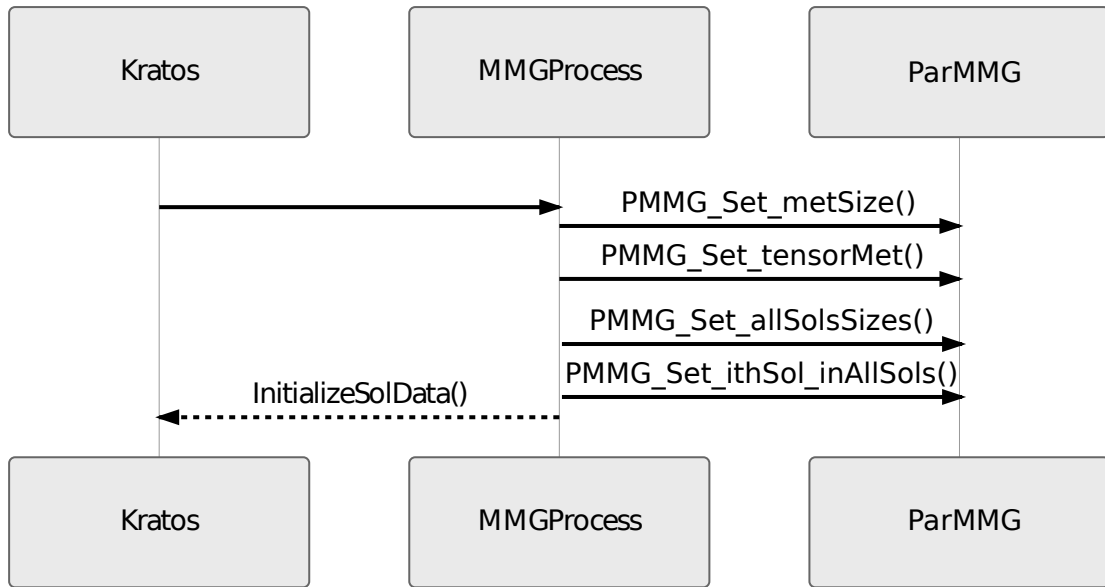 Kratos
MMGProcess
ParMMG
PMMG_Set_metSize()
PMMG_Set_tensorMet()
PMMG_Set_allSolsSizes()
PMMG_Set_ithSol_inAllSols()
InitializeSolData()
Kratos
MMGProcess
ParMMG